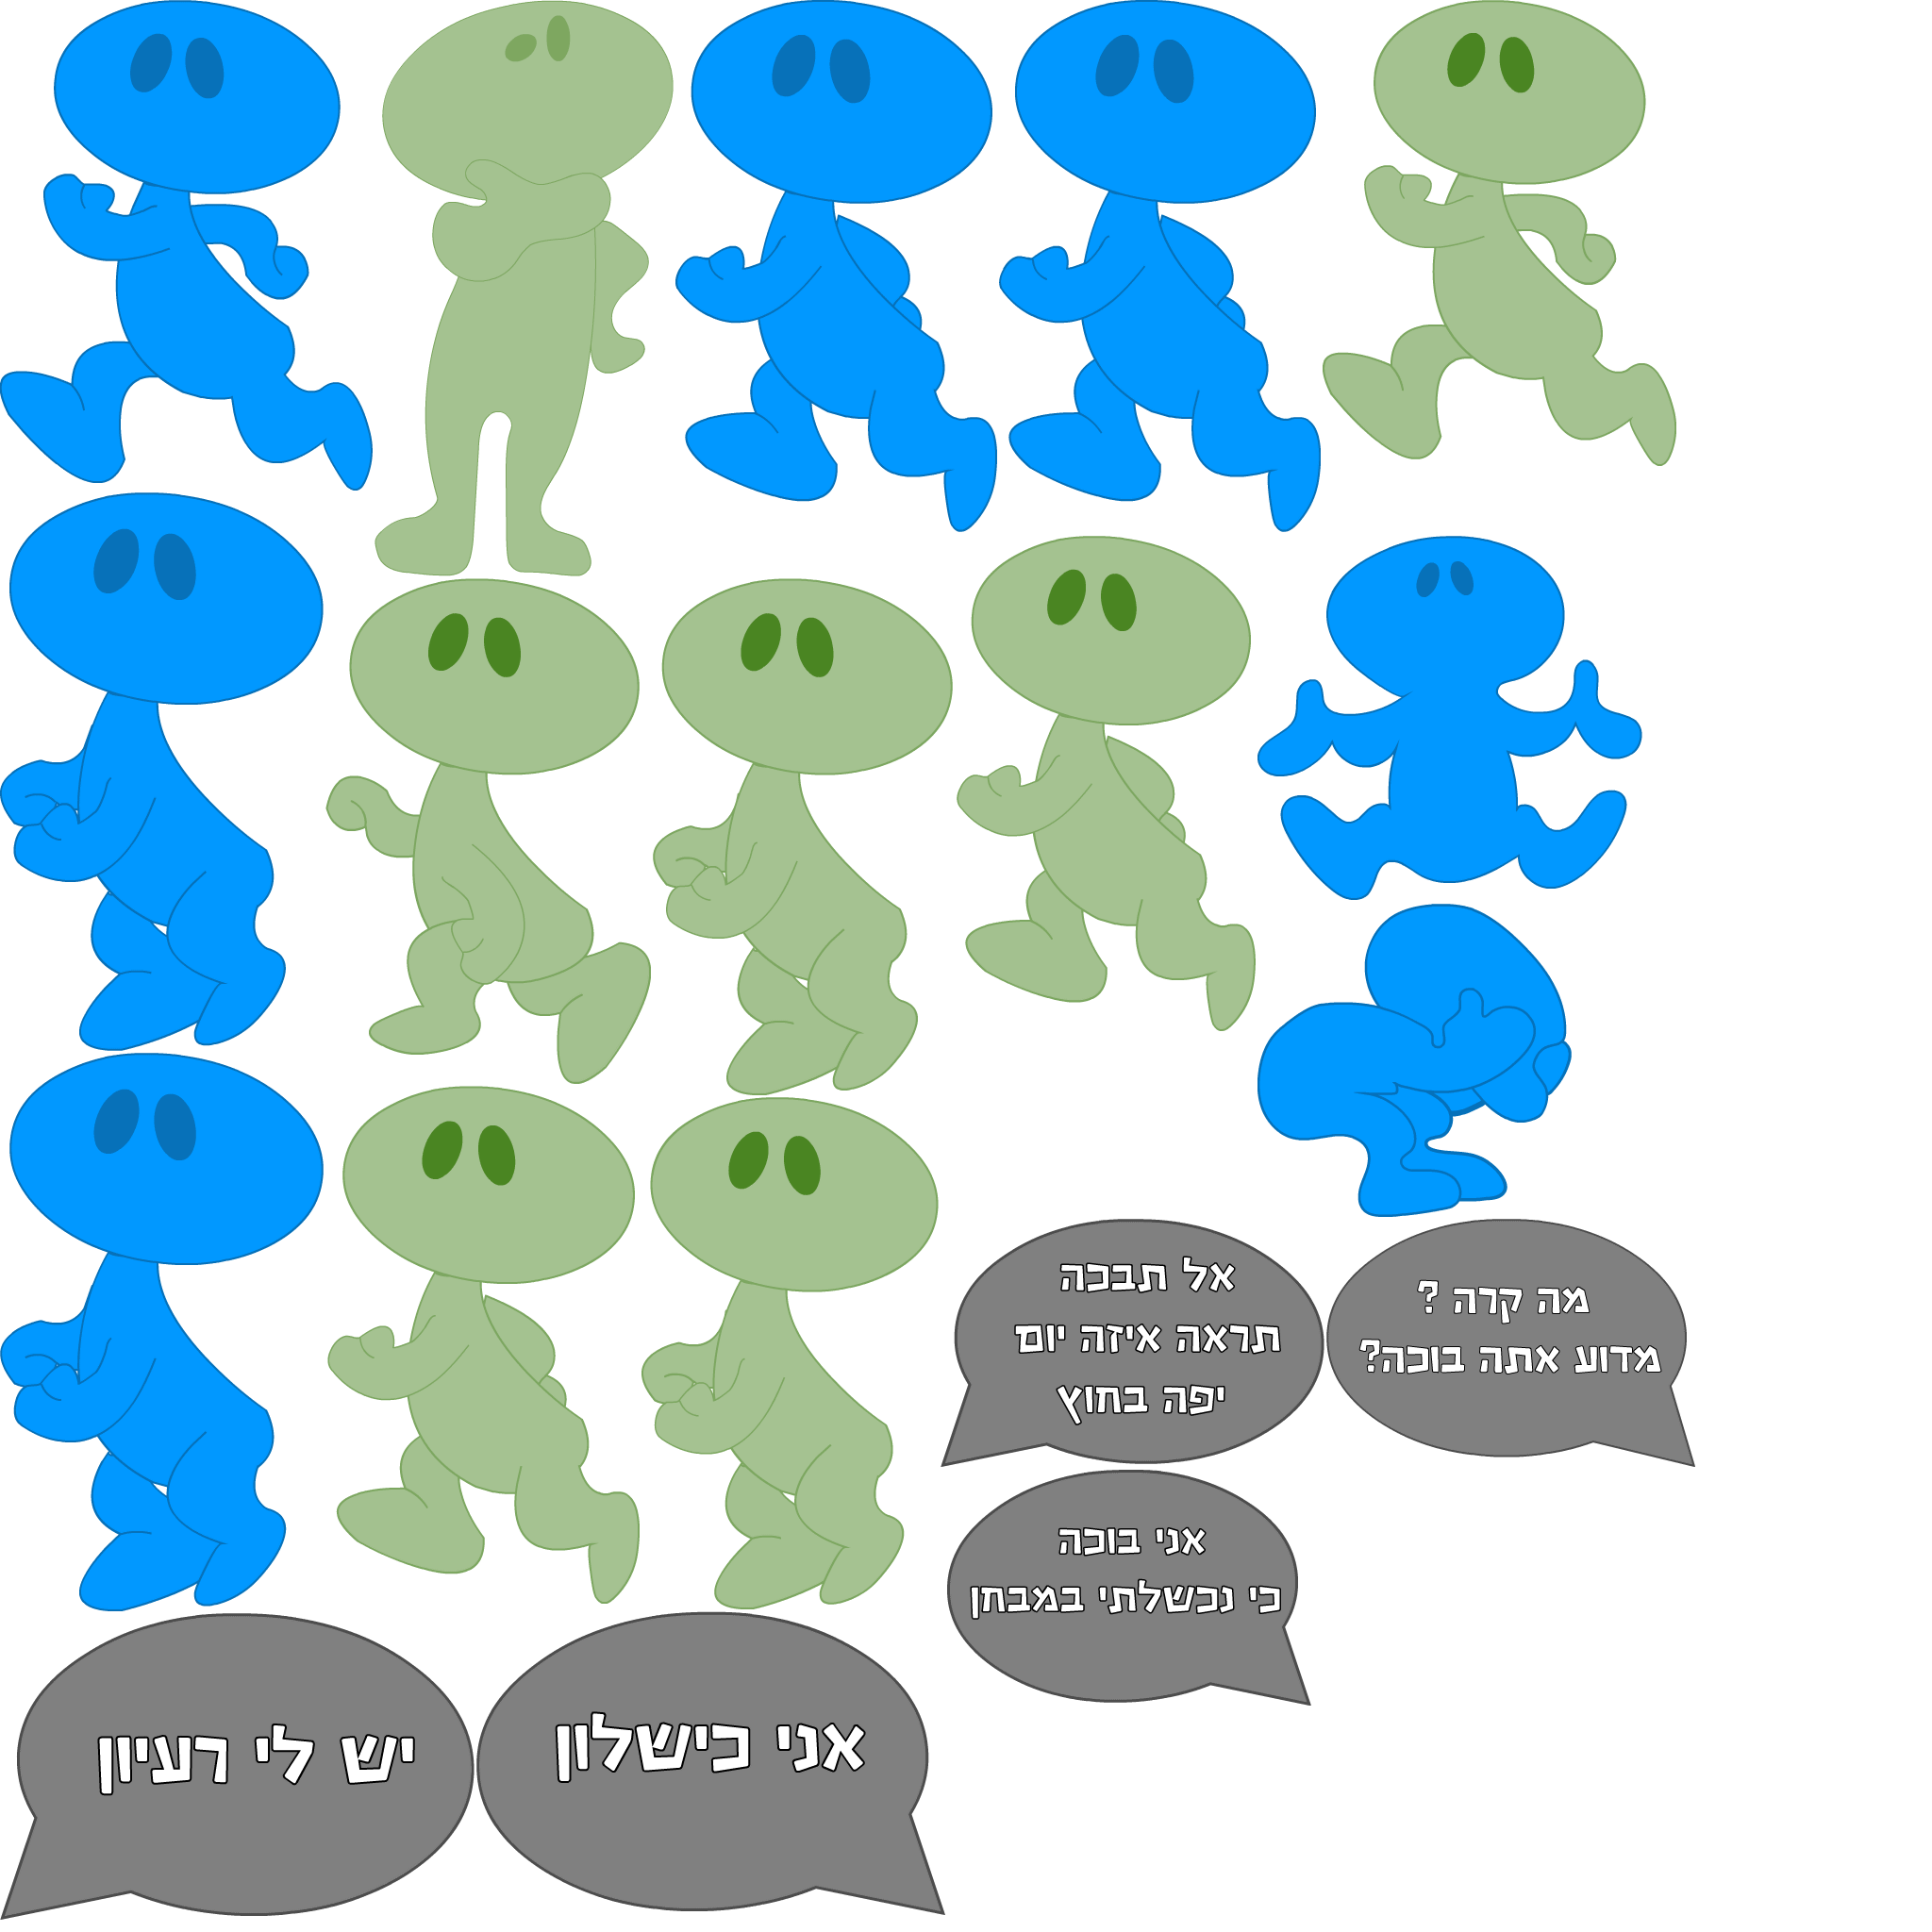 אל תבכה
תראה איזה יום
יפה בחוץ
מה קרה ?
מדוע אתה בוכה?
אני בוכה
כי נכשלתי במבחן
יש לי רעיון
אני כישלון